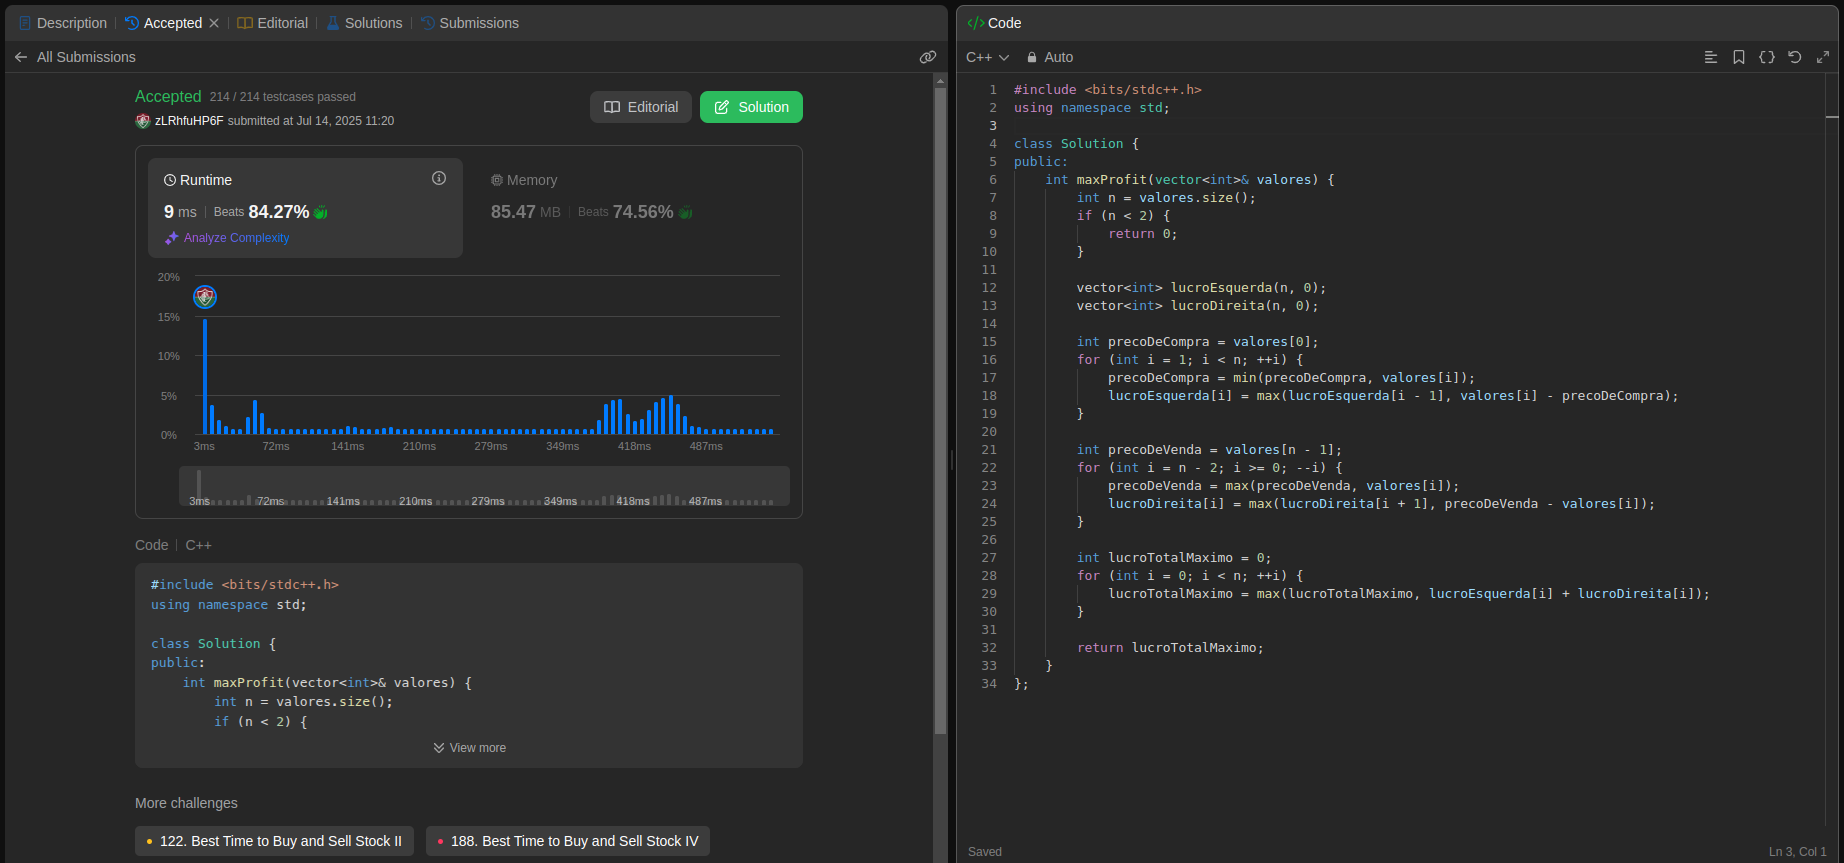 Description | Accepted | Editorial | Solutions | Submissions
All Submissions
Accepted 214 / 214 testcases passed
zLRhfuHP6F submitted at Jul 14, 2025 11:20
Editorial
Solution
Runtime
9 ms | Beats 84.27%
Analyze Complexity
Memory
85.47 MB | Beats 74.56%
20%
15%
10%
5%
0%
3ms 72ms 141ms 210ms 279ms 349ms 418ms 487ms
3ms 72ms 141ms 210ms 279ms 349ms 418ms 487ms
Code | C++
#include <bits/stdc++.h>
using namespace std;
class Solution {
public:
    int maxProfit(vector<int>& valores) {
        int n = valores.size();
        if (n < 2) {
View more
More challenges
122. Best Time to Buy and Sell Stock II
188. Best Time to Buy and Sell Stock IV
</> Code
C++ Auto
1 #include <bits/stdc++.h>
2 using namespace std;
3
4 class Solution {
5 public:
6     int maxProfit(vector<int>& valores) {
7         int n = valores.size();
8         if (n < 2) {
9             return 0;
10         }
11
12         vector<int> lucroEsquerda(n, 0);
13         vector<int> lucroDireita(n, 0);
14
15         int precoDeCompra = valores[0];
16         for (int i = 1; i < n; ++i) {
17             precoDeCompra = min(precoDeCompra, valores[i]);
18             lucroEsquerda[i] = max(lucroEsquerda[i - 1], valores[i] - precoDeCompra);
19         }
20
21         int precoDeVenda = valores[n - 1];
22         for (int i = n - 2; i >= 0; --i) {
23             precoDeVenda = max(precoDeVenda, valores[i]);
24             lucroDireita[i] = max(lucroDireita[i + 1], precoDeVenda - valores[i]);
25         }
26
27         int lucroTotalMaximo = 0;
28         for (int i = 0; i < n; ++i) {
29             lucroTotalMaximo = max(lucroTotalMaximo, lucroEsquerda[i] + lucroDireita[i]);
30         }
31
32         return lucroTotalMaximo;
33     }
34 };
Saved
Ln 3, Col 1